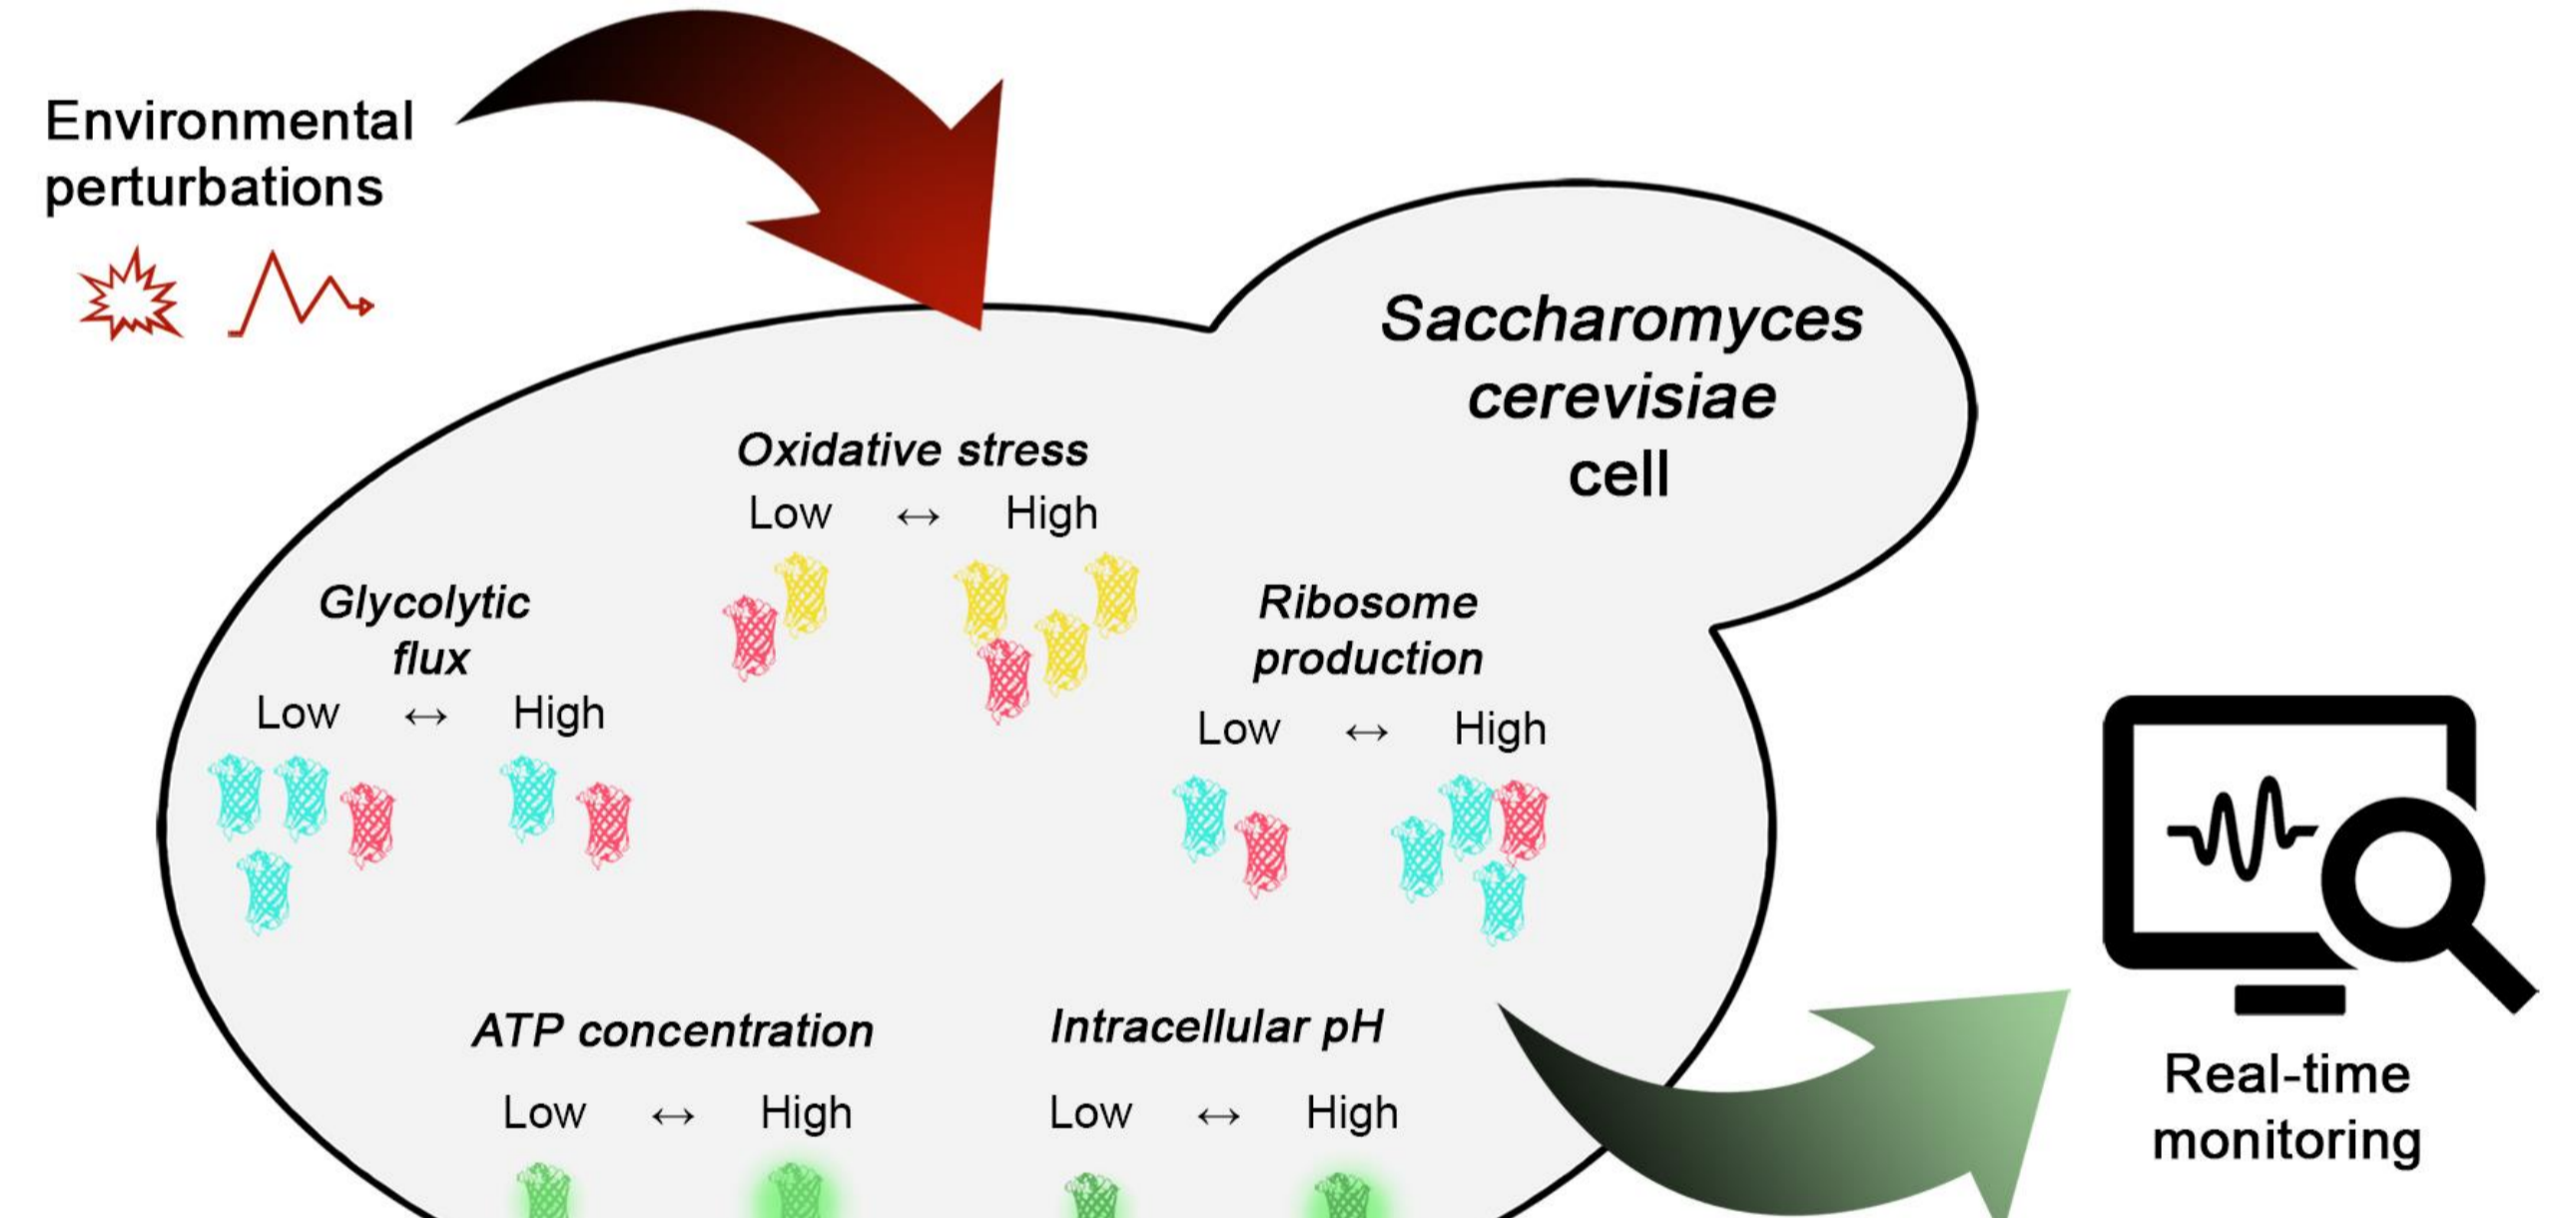 Environmental
perturbations
Saccharomyces
cerevisiae
cell
Oxidative stress
Low ↔ High
Glycolytic
flux
Low ↔ High
Ribosome
production
Low ↔ High
ATP concentration
Low ↔ High
Intracellular pH
Low ↔ High
Real-time
monitoring